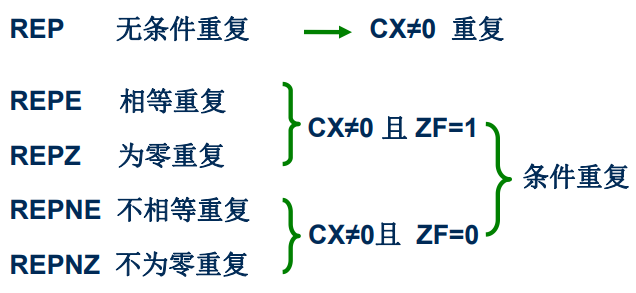 REP 无条件重复 CX≠0 重复
REPE 相等重复
CX≠0 且 ZF=1
REPZ 为零重复
条件重复
REPNE 不相等重复
CX≠0且 ZF=0
REPNZ 不为零重复